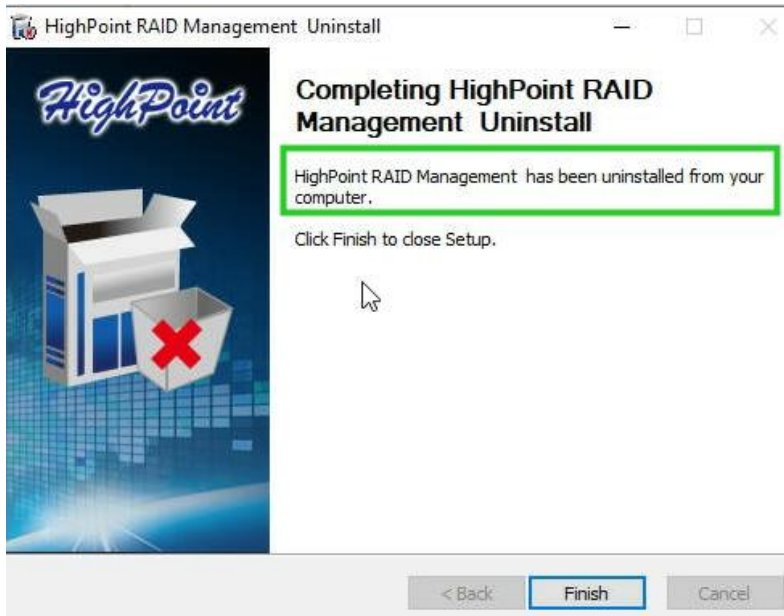 HighPoint RAID Management Uninstall
HighPoint
Completing HighPoint RAID
Management Uninstall
HighPoint RAID Management has been uninstalled from your
computer.
Click Finish to close Setup.
< Back
Finish
Cancel